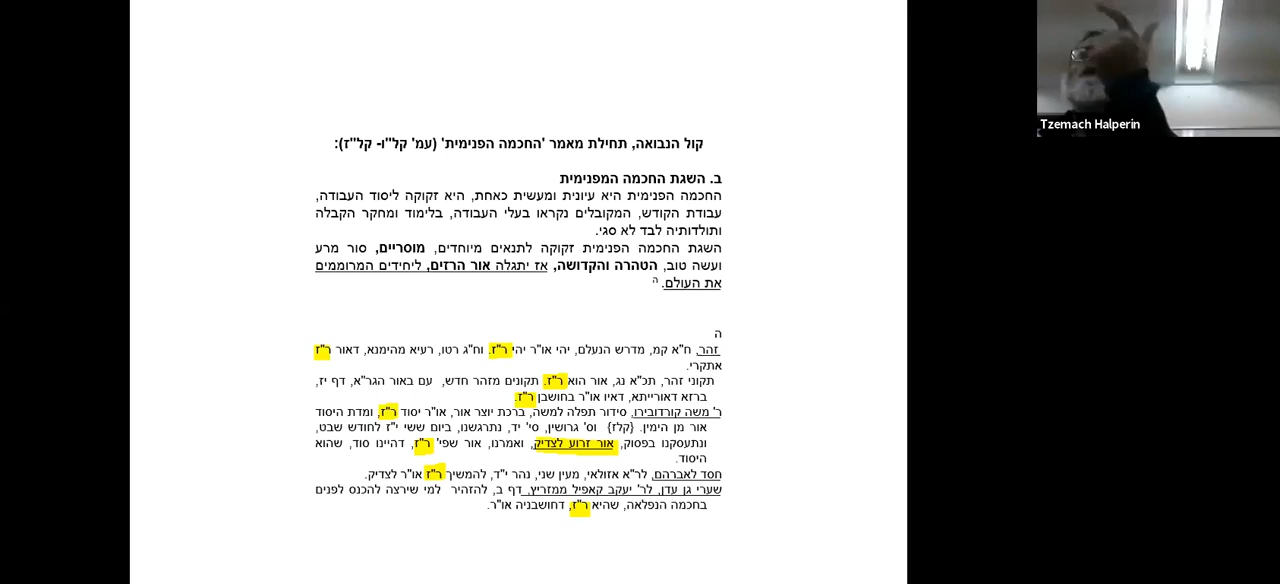 קול הנבואה, תחילת מאמר 'החכמה הפנימית' (עמ' קל"ו- קל"ז):
ב. השגת החכמה המפנימית
החכמה הפנימית היא עיונית ומעשית כאחת, היא זקוקה ליסוד העבודה,
עבודת הקודש, המקובלים נקראו בעלי העבודה, בלימוד ומחקר הקבלה
ותולדותיה לבד לא סגי.
השגת החכמה הפנימית זקוקה לתנאים מיוחדים, מוסריים, סור מרע
ועשה טוב, הטהרה והקדושה, אז יתגלה אור הרזים, ליחידים המרוממים
את העולם. ה
ה
זהר, ח"א קמ, מדרש הנעלם, יהי או"ר יהי ר"ז. וח"ג רטו, רעיא מהימנא, דאור ר"ז
אתקרי.
תקוני זהר, תכ"א נג, אור הוא ר"ז. תקונים מזהר חדש, עם באור הגר"א, דף יז,
ברזא דאורייתא, דאיו או"ר בחושבן ר"ז.
ר' משה קורדובירו, סידור תפלה למשה, ברכת יוצר אור, או"ר יסוד ר"ז, ומדת היסוד
אור מן הימין. {קלז} וס' גרושין, סי' יד, נתרגשנו, ביום ששי י"ז לחודש שבט,
ונתעסקנו בפסוק, אור זרוע לצדיק, ואמרנו, אור שפי' ר"ז, דהיינו סוד, שהוא
היסוד.
חסד לאברהם, לר"א אזולאי, מעין שני, נהר י"ד, להמשיך ר"ז או"ר לצדיק.
שערי גן עדן, לר' יעקב קאפיל ממזריץ, דף ב, להזהיר למי שירצה להכנס לפנים
בחכמה הנפלאה, שהיא ר"ז, דחושבניה או"ר.
Tzemach Halperin